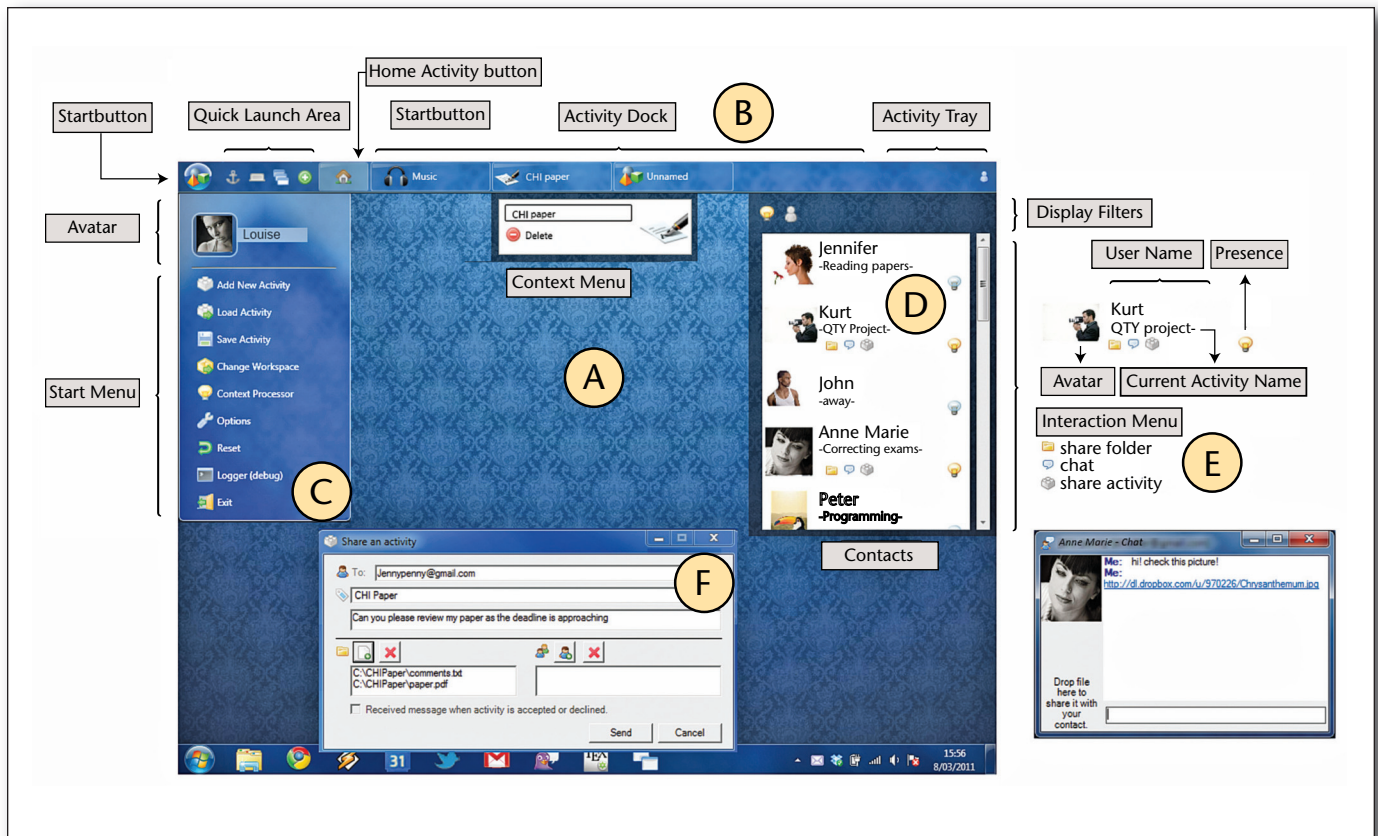 Home Activity button
Startbutton
Quick Launch Area
Startbutton
Activity Dock
B
Activity Tray
Music
CHI paper
Unnamed
Avatar
Louise
CHI paper
Delete
Context Menu
Display Filters
Start Menu
Add New Activity
Load Activity
Save Activity
Change Workspace
Context Processor
Options
Reset
Logger (debug)
Exit
C
A
Jennifer
-Reading papers-
D
Kurt
-QTY Project-
John
-away-
Anne Marie
-Correcting exams-
Peter
-Programming-
Contacts
User Name
Presence
Kurt
QTY project-
Avatar
Current Activity Name
Interaction Menu
share folder
chat
share activity
E
Share an activity
F
To:
Jennypenny@gmail.com
CHI Paper
Can you please review my paper as the deadline is approaching
C:\CHIPaper\comments.txt
C:\CHIPaper\paper.pdf
Received message when activity is accepted or declined.
Send
Cancel
Anne Marie - Chat
Me: hi! check this picture!
Me:
http://dl.dropbox.com/u/970226/Chrysanthemum.jpg
Drop file
here to
share it with
your
contact.
31
TEX
15:56
8/03/2011